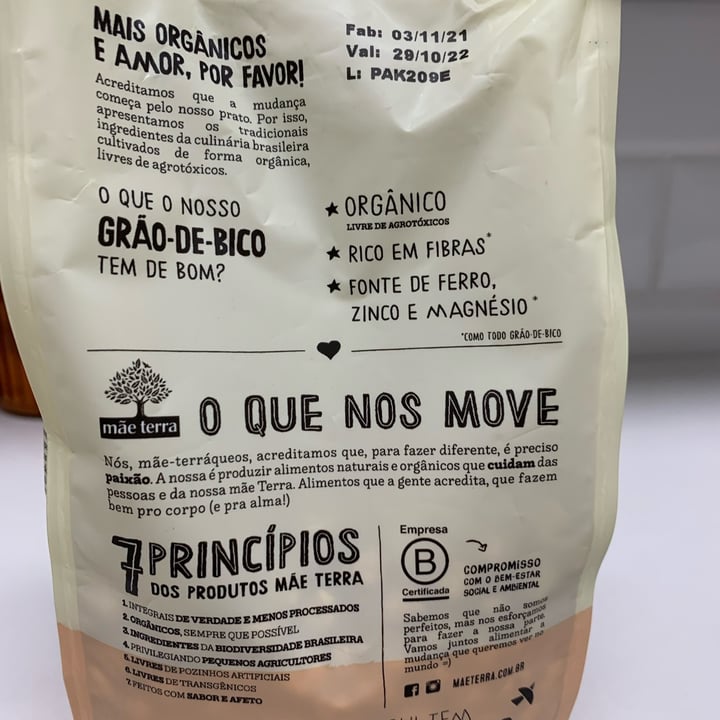 MAIS ORGÂNICOS
E AMOR, POR FAVOR!
Acreditamos que a mudança
começa pelo nosso prato. Por isso,
apresentamos os tradicionais
ingredientes da culinária brasileira
cultivados de forma orgânica,
livres de agrotóxicos.
Fab: 03/11/21
Val: 29/10/22
L: PAK209E
O QUE O NOSSO
GRÃO-DE-BICO
TEM DE BOM?
★ ORGÂNICO
LIVRE DE AGROTÓXICOS
★ RICO EM FIBRAS*
★ FONTE DE FERRO,
ZINCO E MAGNÉSIO*
*COMO TODO GRÃO-DE-BICO
mãe terra
O QUE NOS MOVE
Nós, mãe-terráqueos, acreditamos que, para fazer diferente, é preciso
paixão. A nossa é produzir alimentos naturais e orgânicos que cuidam das
pessoas e da nossa mãe Terra. Alimentos que a gente acredita, que fazem
bem pro corpo (e pra alma!)
7 PRINCÍPIOS
DOS PRODUTOS MÃE TERRA
1. INTEGRAIS DE VERDADE E MENOS PROCESSADOS
2. ORGÂNICOS, SEMPRE QUE POSSÍVEL
3. INGREDIENTES DA BIODIVERSIDADE BRASILEIRA
4. PRIVILEGIANDO PEQUENOS AGRICULTORES
5. LIVRES DE POZINHOS ARTIFICIAIS
6. LIVRES DE TRANSGÊNICOS
7. FEITOS COM SABOR E AFETO
Empresa
B
Certificada
COMPROMISSO
COM O BEM-ESTAR
SOCIAL E AMBIENTAL
Sabemos que não somos
perfeitos, mas nos esforçamos
para fazer a nossa parte.
Vamos juntos alimentar a
mudança que queremos ver no
mundo =)
MAETERRA.COM.BR